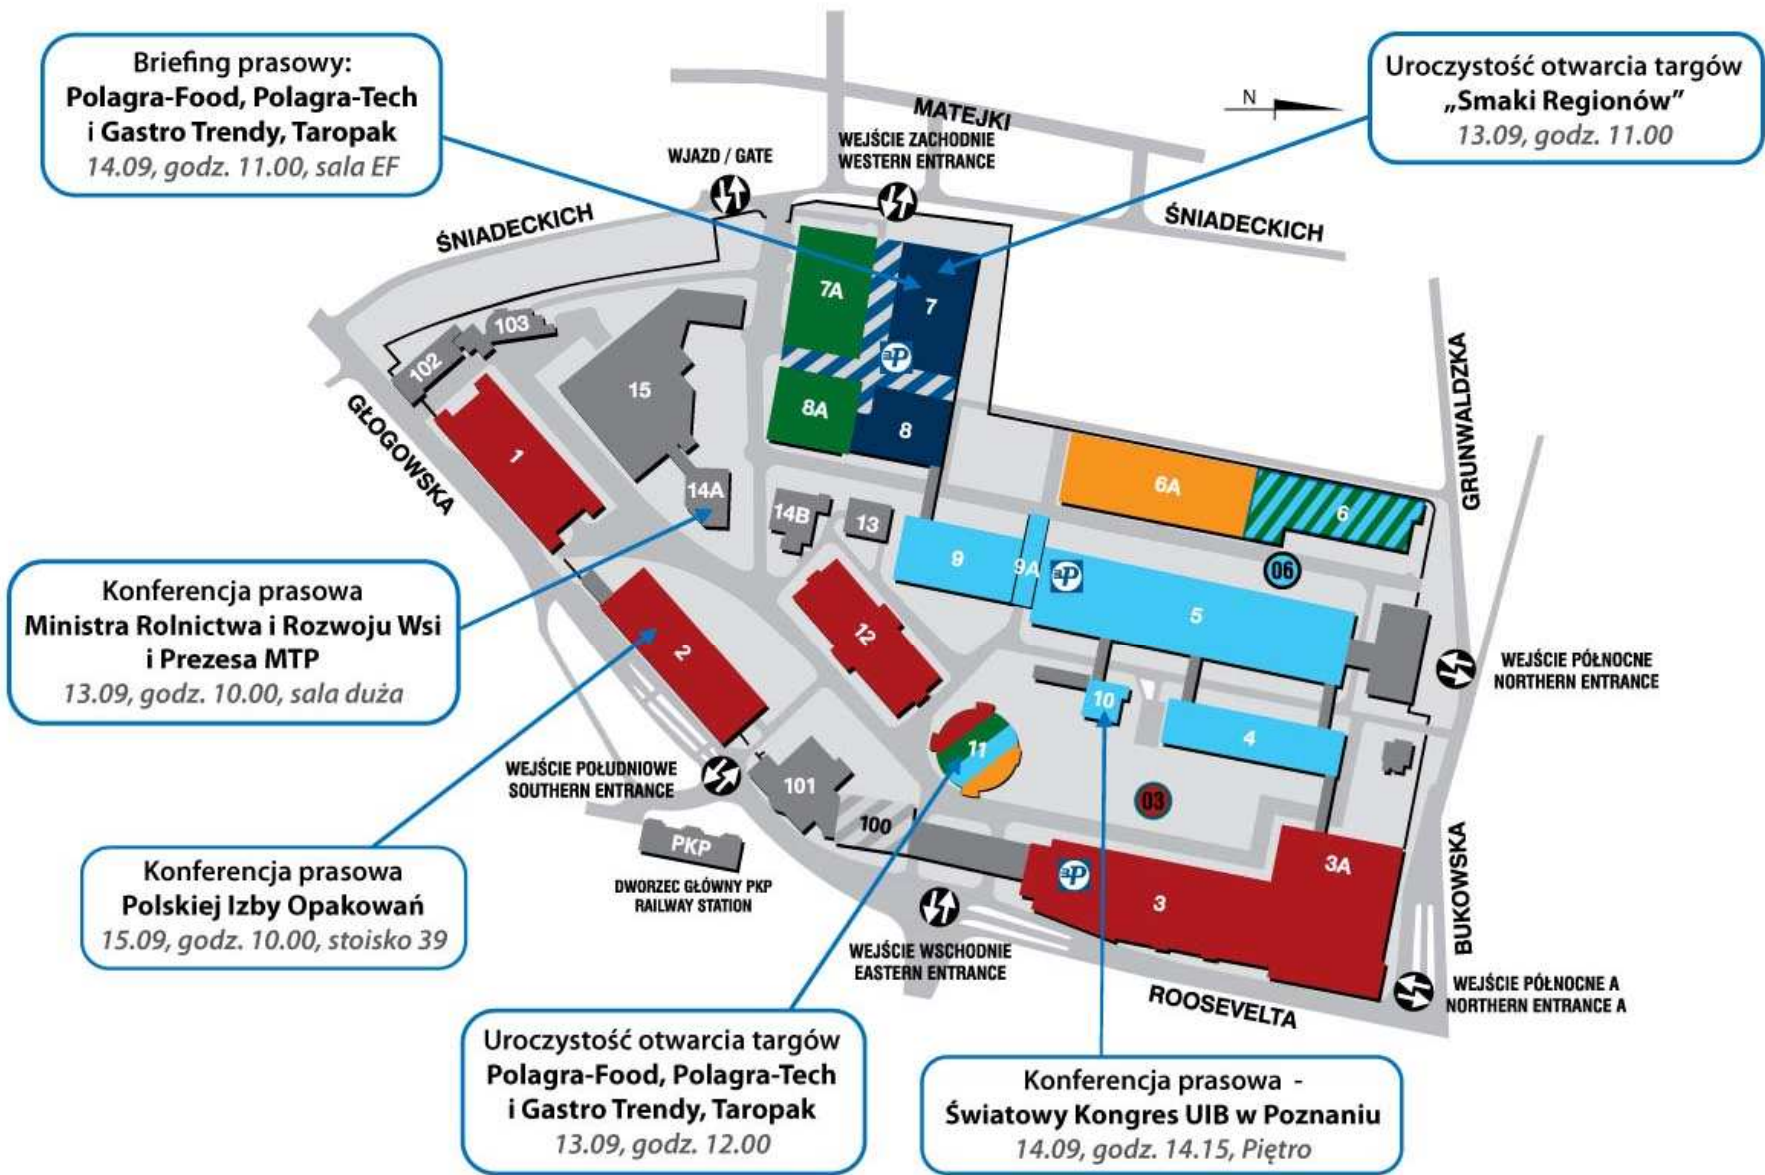 Briefing prasowy:
Polagra-Food, Polagra-Tech
i Gastro Trendy, Taropak
14.09, godz. 11.00, sala EF
Uroczystość otwarcia targów
„Smaki Regionów”
13.09, godz. 11.00
N
MATEJKI
WEJŚCIE ZACHODNIE
WESTERN ENTRANCE
WJAZD / GATE
ŚNIADECKICH
ŚNIADECKICH
GRUNWALDZKA
GŁOGOWSKA
7A
7
P
103
102
15
8A
8
1
14A
14B
13
6A
6
9
9A
P
06
5
12
2
10
4
11
101
100
03
Konferencja prasowa
Ministra Rolnictwa i Rozwoju Wsi
i Prezesa MTP
13.09, godz. 10.00, sala duża
WEJŚCIE PÓŁNOCNE
NORTHERN ENTRANCE
WEJŚCIE POŁUDNIOWE
SOUTHERN ENTRANCE
PKP
DWORZEC GŁÓWNY PKP
RAILWAY STATION
P
3
3A
BUKOWSKA
Konferencja prasowa
Polskiej Izby Opakowań
15.09, godz. 10.00, stoisko 39
WEJŚCIE WSCHODNIE
EASTERN ENTRANCE
ROOSEVELTA
WEJŚCIE PÓŁNOCNE A
NORTHERN ENTRANCE A
Uroczystość otwarcia targów
Polagra-Food, Polagra-Tech
i Gastro Trendy, Taropak
13.09, godz. 12.00
Konferencja prasowa -
Światowy Kongres UIB w Poznaniu
14.09, godz. 14.15, Piętro